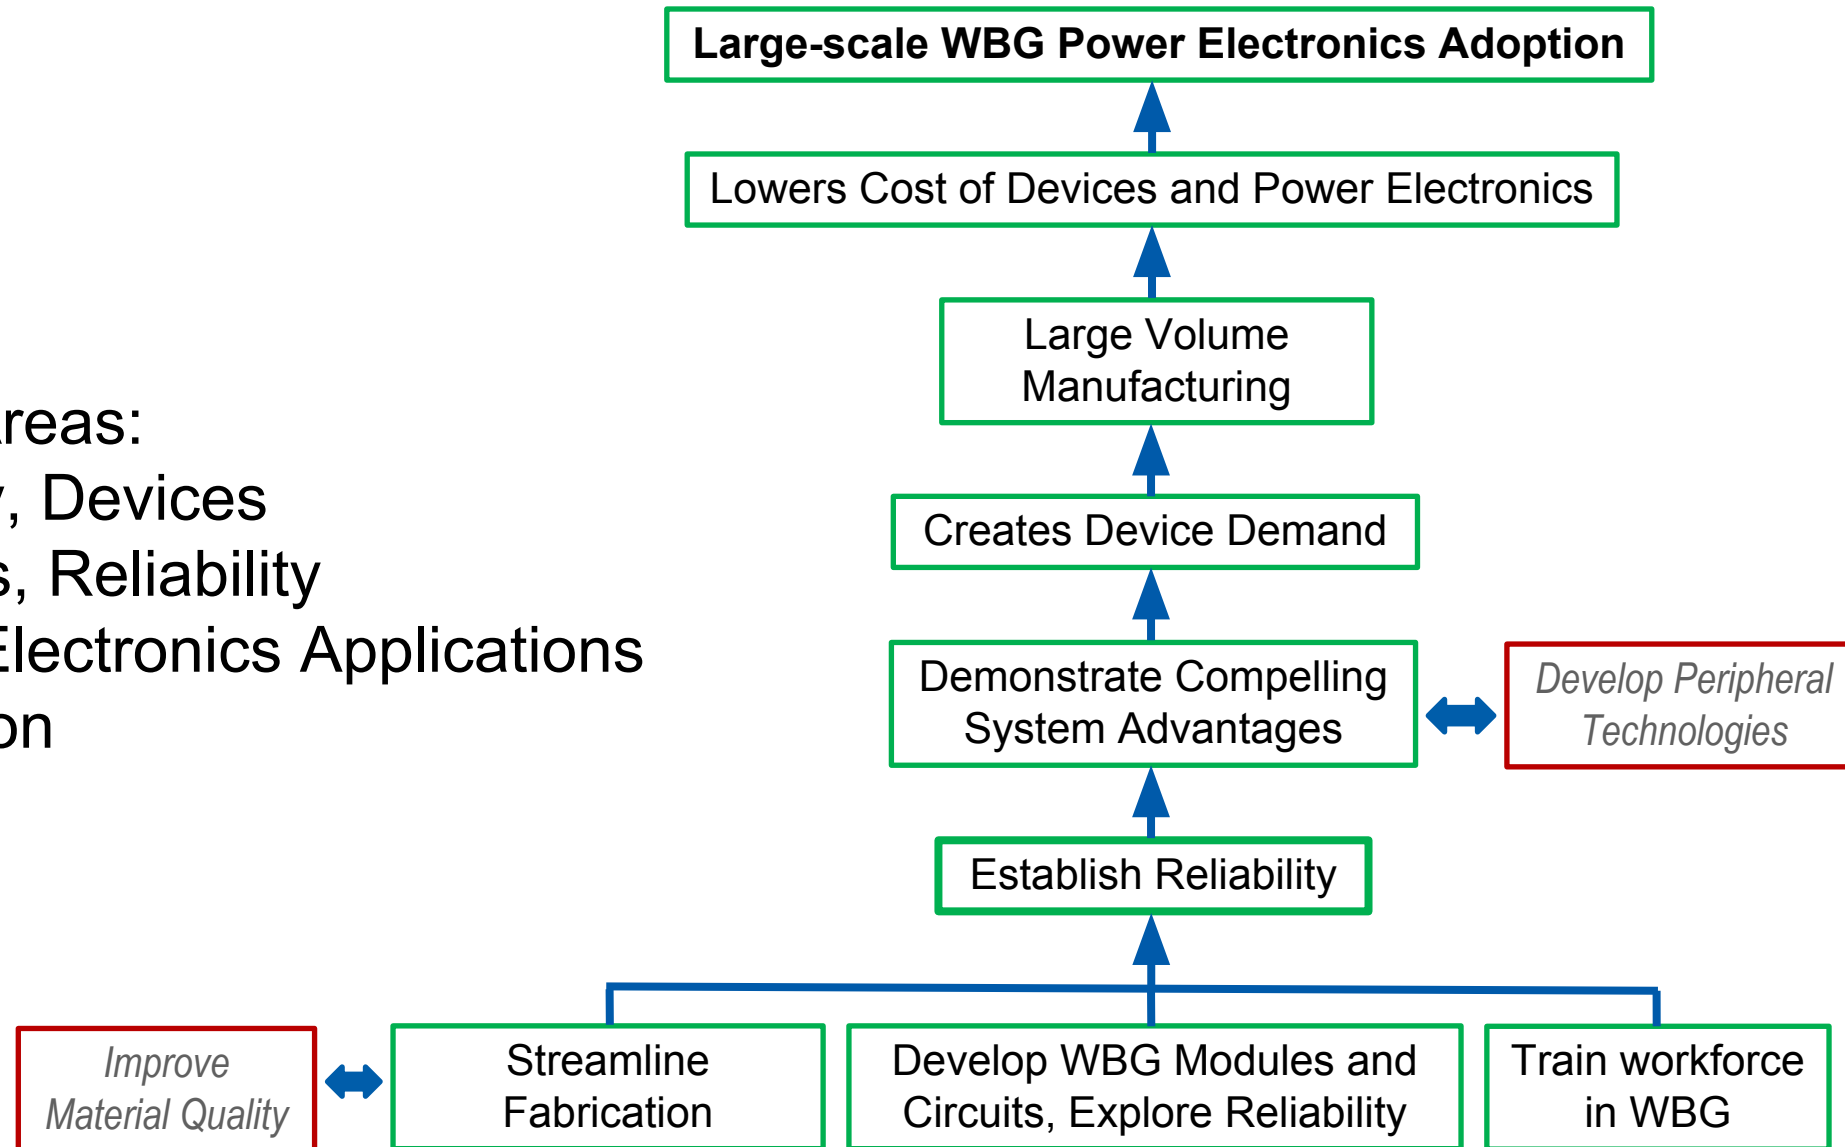 Large-scale WBG Power Electronics Adoption
Lowers Cost of Devices and Power Electronics
Large Volume
Manufacturing
reas:
, Devices
s, Reliability
Electronics Applications
on
Creates Device Demand
Demonstrate Compelling
System Advantages
Develop Peripheral
Technologies
Establish Reliability
Improve
Material Quality
Streamline
Fabrication
Develop WBG Modules and
Circuits, Explore Reliability
Train workforce
in WBG